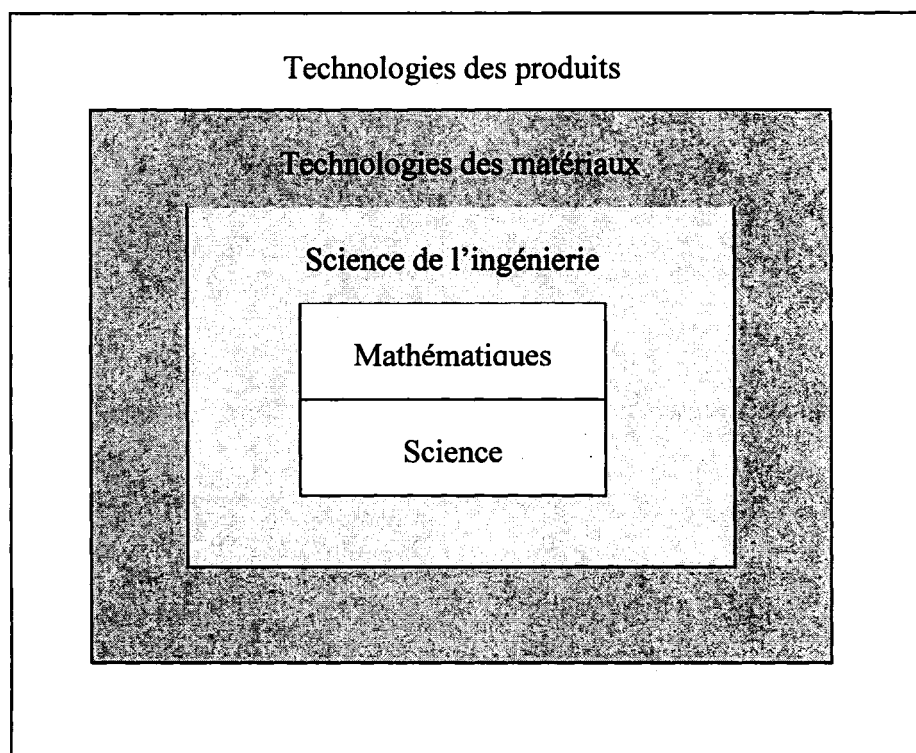 Technologies des produits
Technologies des matériaux
Science de l'ingénierie
Mathématiques
Science